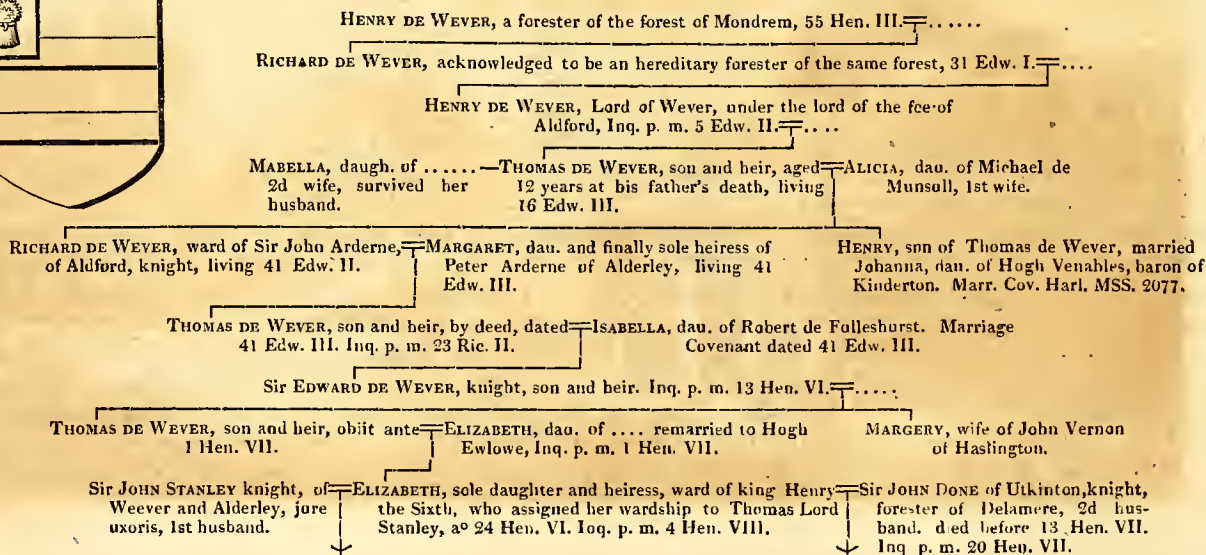 HENRY DE WEVER, a forester of the forest of Mondrem, 55 Hen. III.=......
RICHARD DE WEVER, acknowledged to be an hereditary forester of the same forest, 31 Edw. I.=....
HENRY DE WEVER, Lord of Wever, under the lord of the fee of
Aldford, Inq. p. m. 5 Edw. II.=....
MABELLA, daugh. of ......—THOMAS DE WEVER, son and heir, aged=ALICIA, dau. of Michael de
2d wife, survived her 12 years at his father's death, living Munsull, 1st wife.
husband. 16 Edw. III.
RICHARD DE WEVER, ward of Sir John Arderne,=MARGARET, dau. and finally sole heiress of HENRY, son of Thomas de Wever, married
of Aldford, knight, living 41 Edw. II. Peter Arderne of Alderley, living 41 Johanna, dau. of Hugh Venables, baron of
Edw. III. Kinderton. Marr. Cov. Harl. MSS. 2077.
THOMAS DE WEVER, son and heir, by deed, dated=ISABELLA, dau. of Robert de Fulleshurst. Marriage
41 Edw. III. Inq. p. m. 23 Ric. II. Covenant dated 41 Edw. III.
Sir EDWARD DE WEVER, knight, son and heir. Inq. p. m. 13 Hen. VI.=.....
THOMAS DE WEVER, son and heir, obiit ante=ELIZABETH, dau. of .... remarried to Hugh MARGERY, wife of John Vernon
1 Hen. VII. Ewlowe, Inq. p. m. 1 Hen. VII. of Haslington.
Sir JOHN STANLEY knight, of=ELIZABETH, sole daughter and heiress, ward of king Henry=Sir JOHN DONE of Utkinton, knight,
Weever and Alderley, jure the Sixth, who assigned her wardship to Thomas Lord forester of Delamere, 2d hus-
uxoris, 1st husband. Stanley, aº 24 Hen. VI. Inq. p. m. 4 Hen. VIII. band. died before 13 Hen. VII.
Inq p. m. 20 Hen. VII.